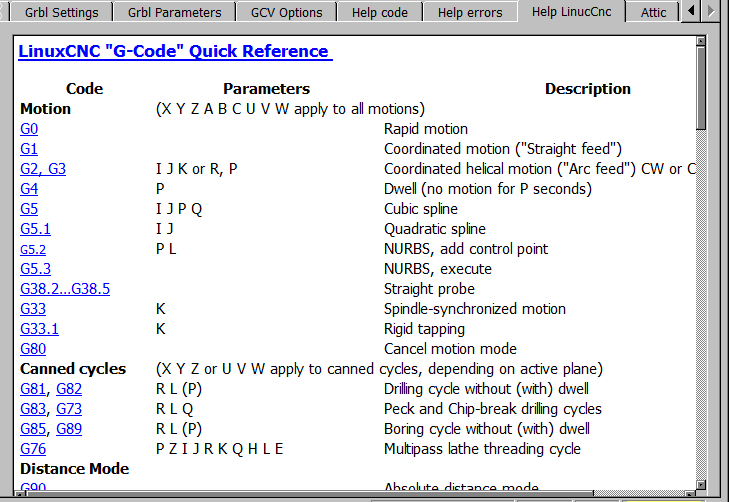 Grbl Settings Grbl Parameters GCV Options Help code Help errors Help LinucCnc Attic
LinuxCNC "G-Code" Quick Reference
Code Parameters Description
Motion (X Y Z A B C U V W apply to all motions)
G0 Rapid motion
G1 Coordinated motion ("Straight feed")
G2, G3 I J K or R, P Coordinated helical motion ("Arc feed") CW or C
G4 P Dwell (no motion for P seconds)
G5 I J P Q Cubic spline
G5.1 I J Quadratic spline
G5.2 P L NURBS, add control point
G5.3 NURBS, execute
G38.2...G38.5 Straight probe
G33 K Spindle-synchronized motion
G33.1 K Rigid tapping
G80 Cancel motion mode
Canned cycles (X Y Z or U V W apply to canned cycles, depending on active plane)
G81, G82 R L (P) Drilling cycle without (with) dwell
G83, G73 R L Q Peck and Chip-break drilling cycles
G85, G89 R L (P) Boring cycle without (with) dwell
G76 P Z I J R K Q H L E Multipass lathe threading cycle
Distance Mode
G90 Absolute distance mode